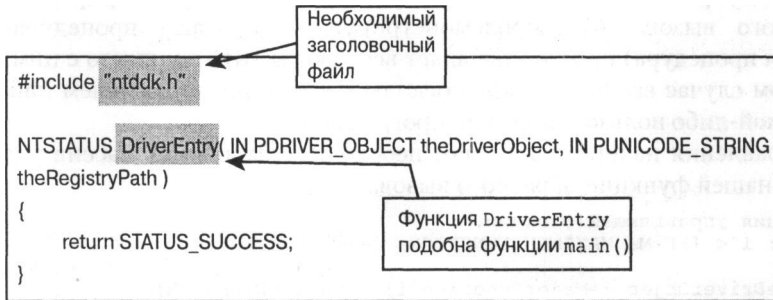 Необходимый
заголовочный
файл
#include "ntddk.h"
NTSTATUS DriverEntry( IN PDRIVER_OBJECT theDriverObject, IN PUNICODE_STRING
theRegistryPath )
{
return STATUS_SUCCESS;
}
Функция DriverEntry
подобна функции main()